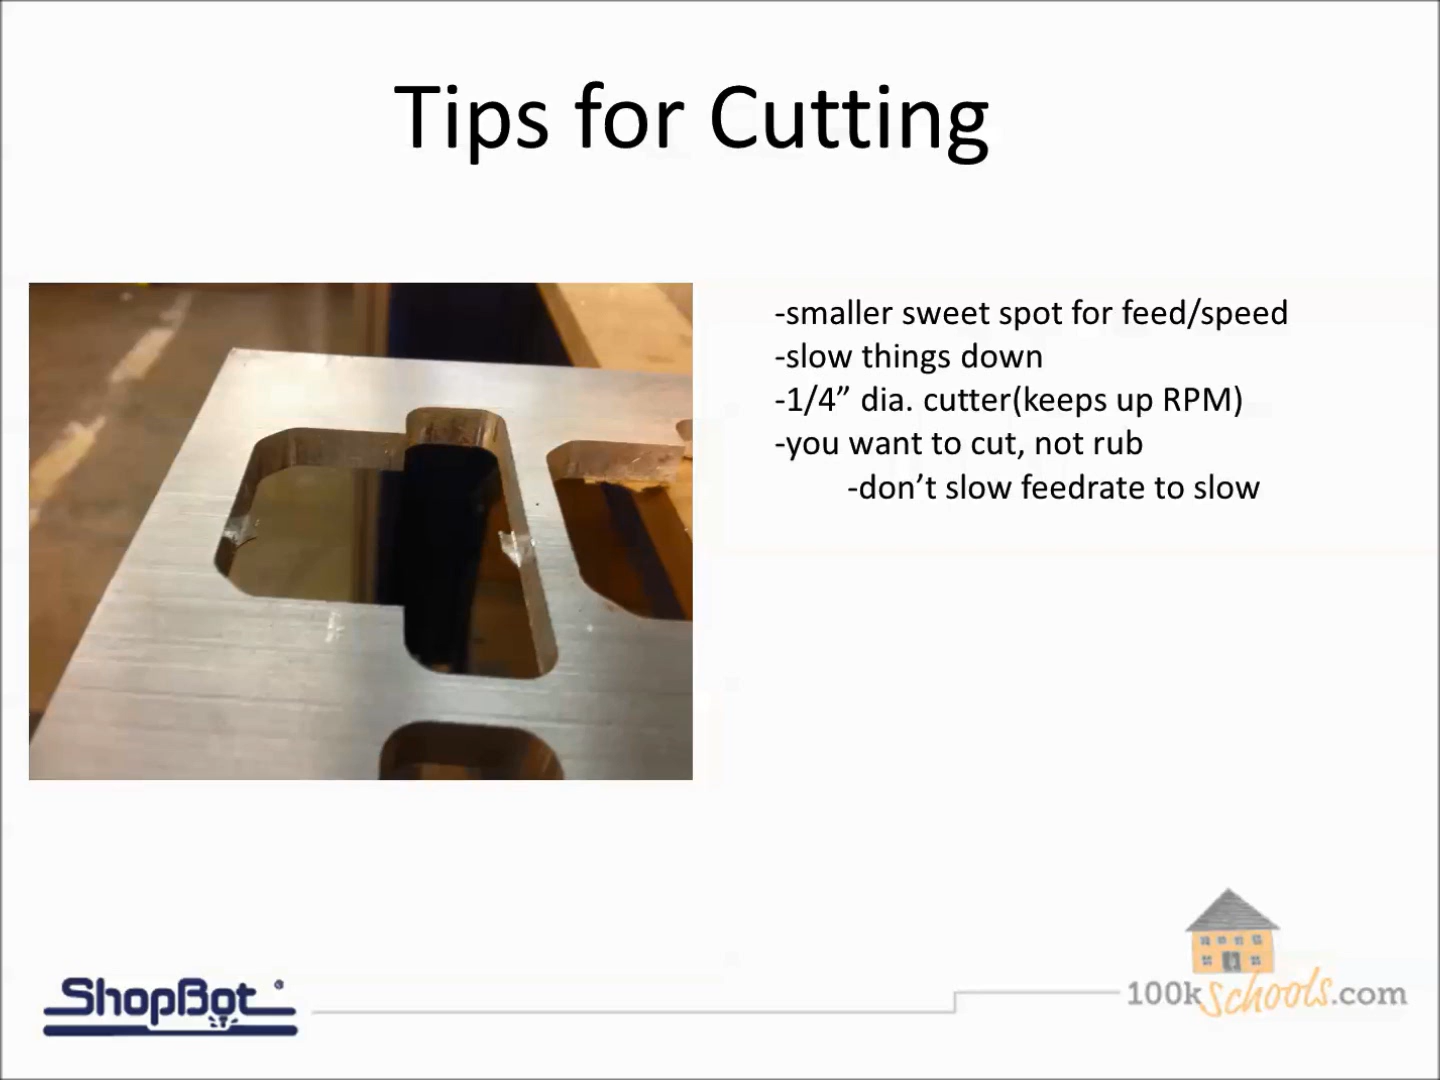 Tips for Cutting
-smaller sweet spot for feed/speed
-slow things down
-1/4” dia. cutter(keeps up RPM)
-you want to cut, not rub
-don’t slow feedrate to slow
ShopBot®
100kSchools.com